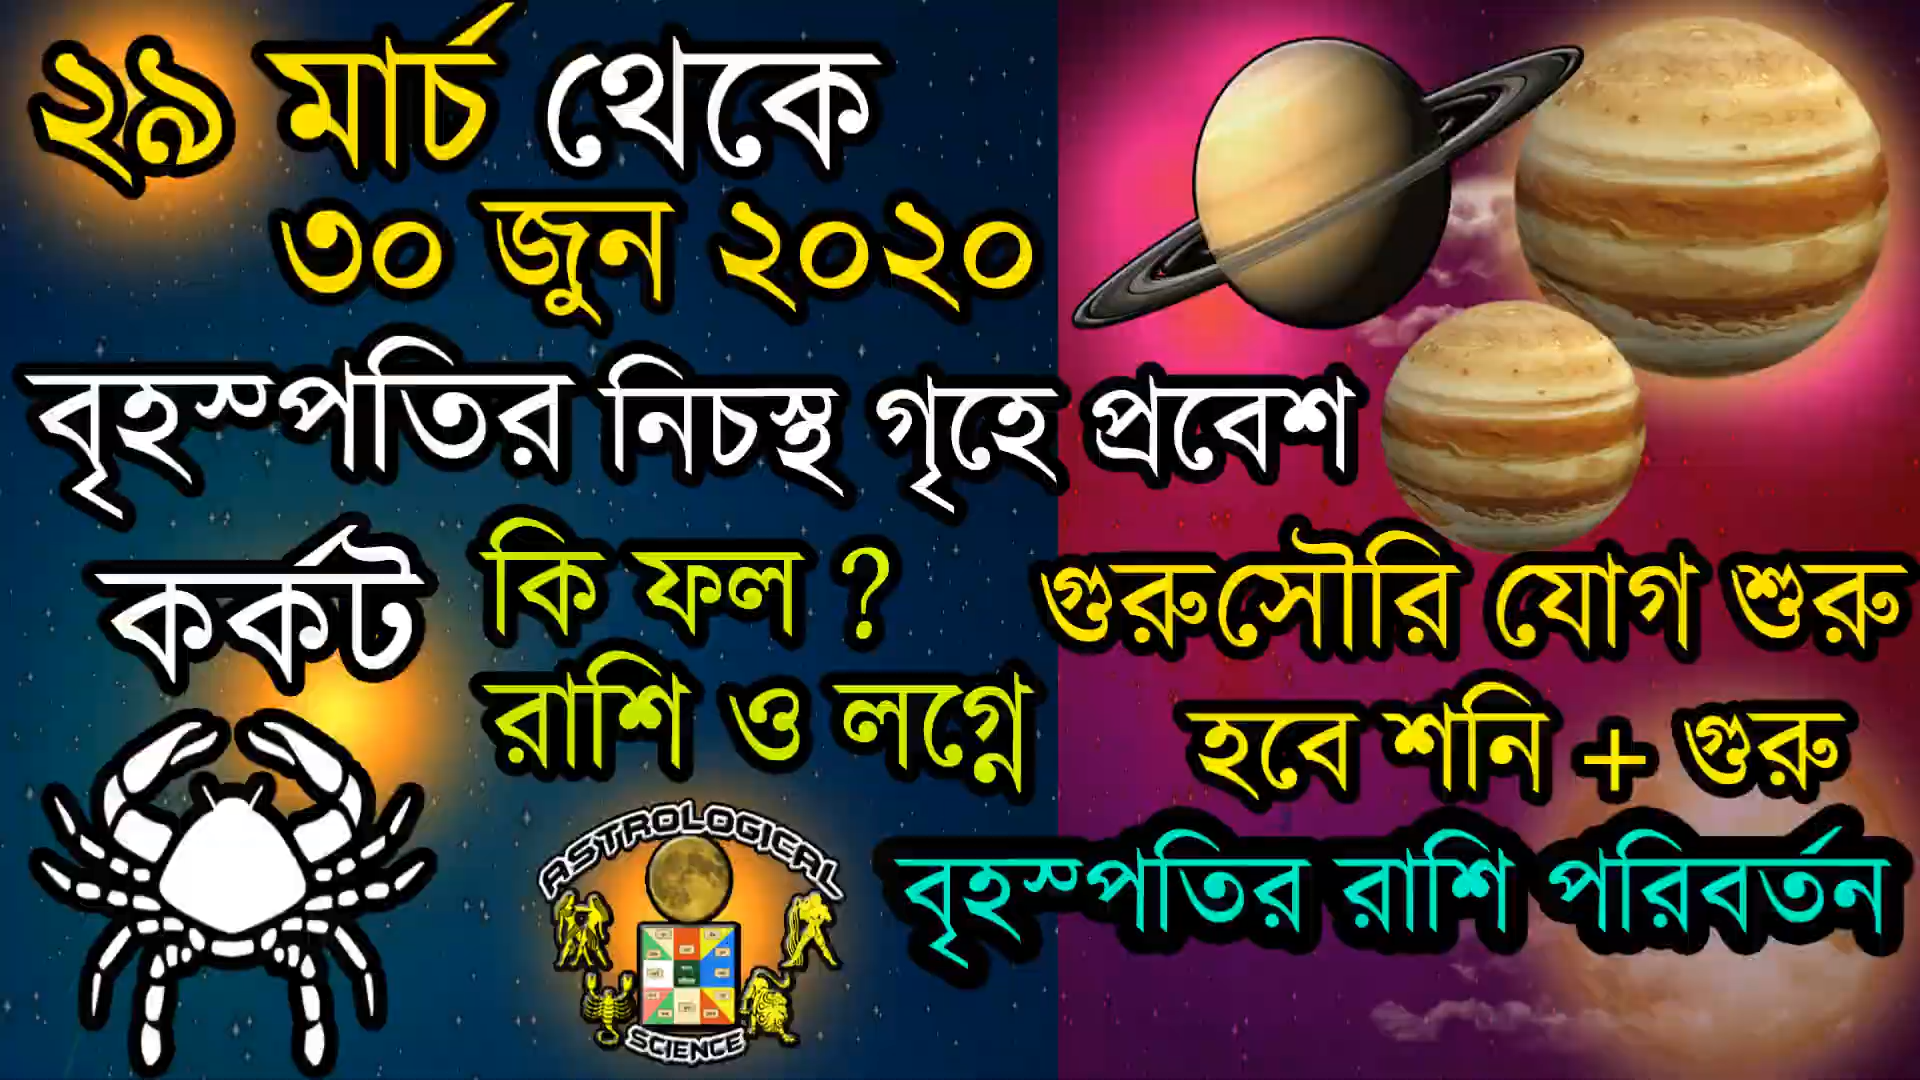 ২৯ মার্চ থেকে
৩০ জুন ২০২০
বৃহস্পতির নিচস্থ গৃহে প্রবেশ
কর্কট কি ফল ?
রাশি ও লগ্নে
গুরুসৌরি যোগ শুরু
হবে শনি + গুরু
বৃহস্পতির রাশি পরিবর্তন
ASTROLOGICAL
SCIENCE